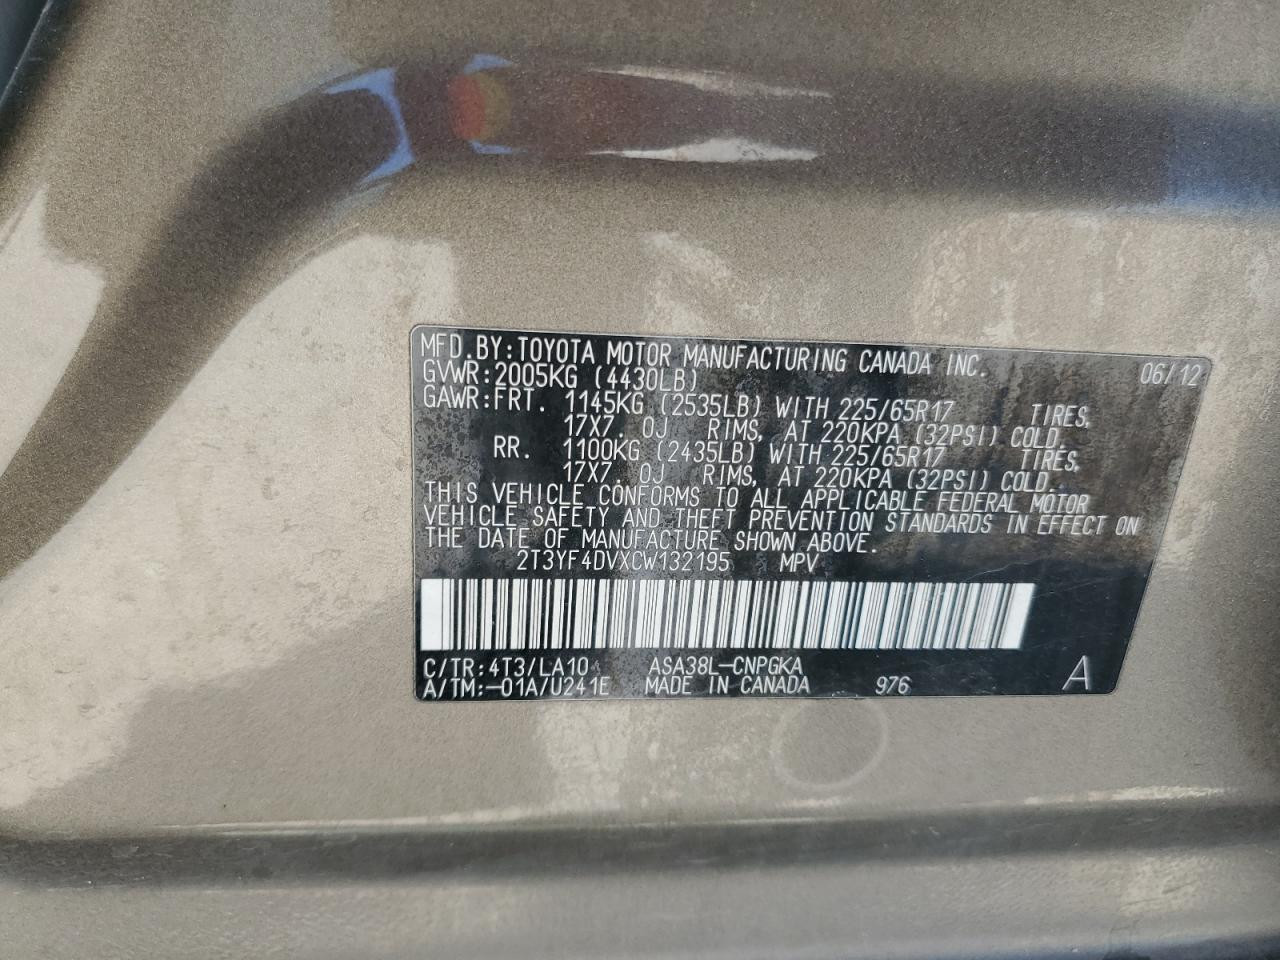 MFD.BY:TOYOTA MOTOR MANUFACTURING CANADA INC. 06/12
GVWR:2005KG (4430LB)
GAWR:FRT. 1145KG (2535LB) WITH 225/65R17 TIRES,
17X7. 0J RIMS, AT 220KPA (32PSI) COLD.
RR. 1100KG (2435LB) WITH 225/65R17 TIRES,
17X7. 0J RIMS, AT 220KPA (32PSI) COLD.
THIS VEHICLE CONFORMS TO ALL APPLICABLE FEDERAL MOTOR
VEHICLE SAFETY AND THEFT PREVENTION STANDARDS IN EFFECT ON
THE DATE OF MANUFACTURE SHOWN ABOVE.
2T3YF4DVXCW132195 MPV
C/TR:4T3/LA10 ASA38L-CNPGKA
A/TM:-01A/U241E MADE IN CANADA 976 A